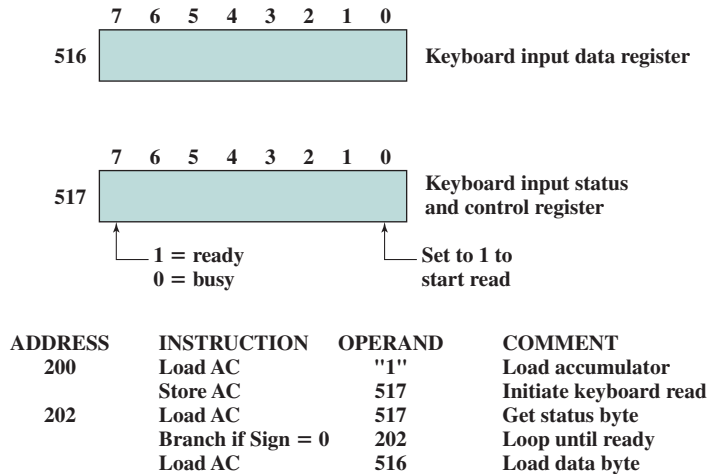 7 6 5 4 3 2 1 0
516 Keyboard input data register
7 6 5 4 3 2 1 0
517 Keyboard input status
and control register
1 = ready
0 = busy
Set to 1 to
start read
ADDRESS INSTRUCTION OPERAND COMMENT
200 Load AC "1" Load accumulator
Store AC 517 Initiate keyboard read
202 Load AC 517 Get status byte
Branch if Sign = 0 202 Loop until ready
Load AC 516 Load data byte